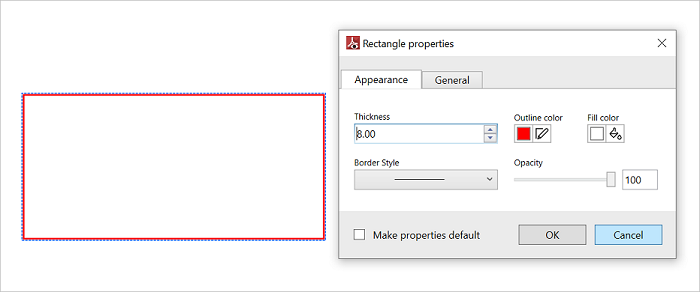 Rectangle properties
Appearance General
Thickness Outline color Fill color
8.00
Border Style Opacity
100
Make properties default OK Cancel